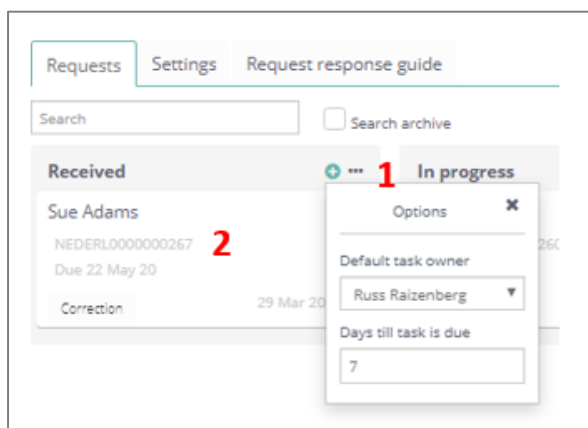 Requests Settings Request response guide
Search Search archive
Received 1 In progress
Sue Adams
NEDERL0000000267 2
Due 22 May 20
Correction 29 Mar 20
Options
Default task owner
Russ Raizenberg
Days till task is due
7